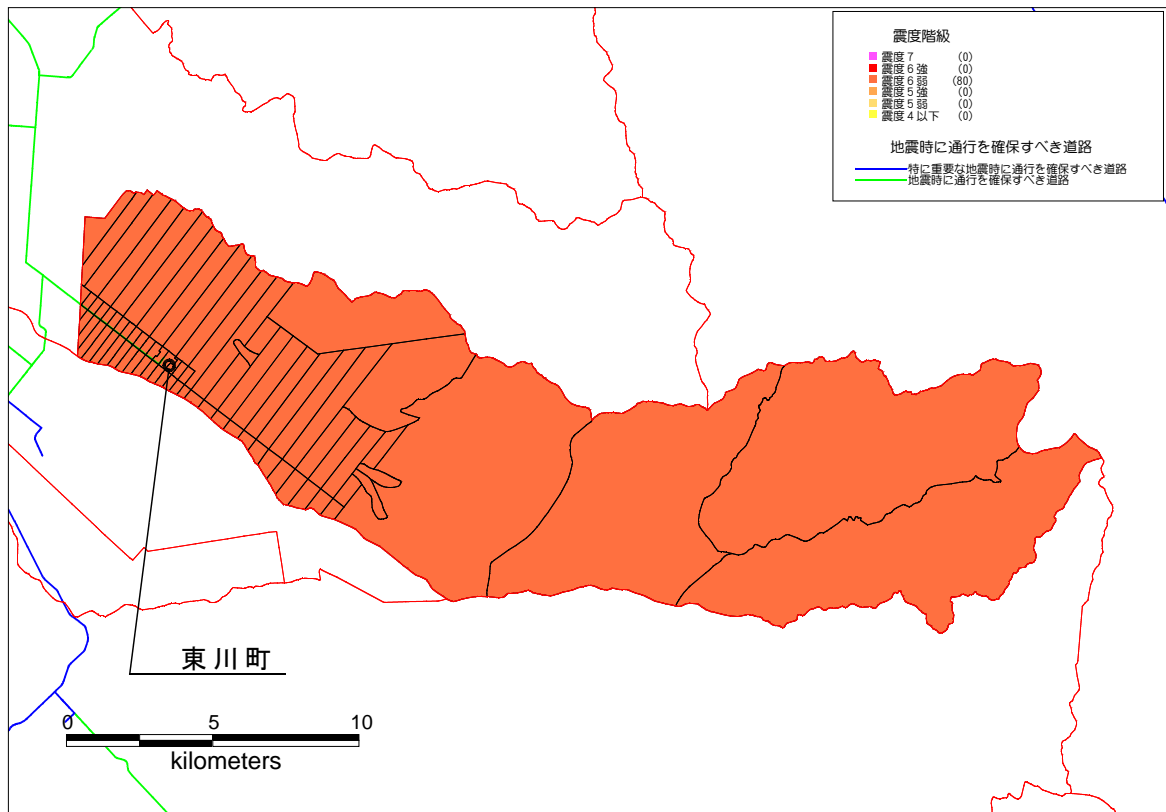 震度階級
震度7 (0)
震度6強 (0)
震度6弱 (80)
震度5強 (0)
震度5弱 (0)
震度4以下 (0)
地震時に通行を確保すべき道路
特に重要な地震時に通行を確保すべき道路
地震時に通行を確保すべき道路
東川町
0 5 10
kilometers